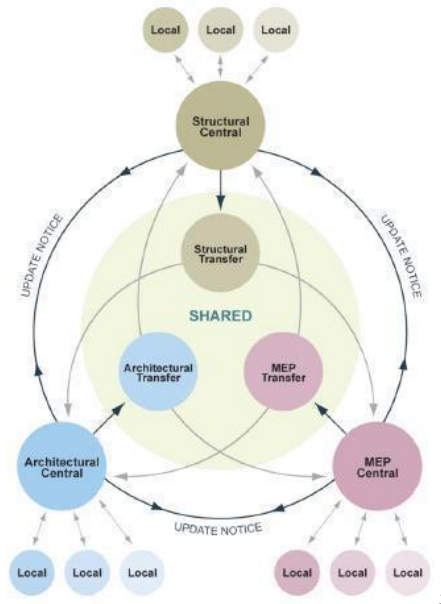 Local Local Local
Structural
Central
UPDATE NOTICE
UPDATE NOTICE
Structural
Transfer
SHARED
Architectural
Transfer
MEP
Transfer
Architectural
Central
MEP
Central
UPDATE NOTICE
Local Local Local
Local Local Local